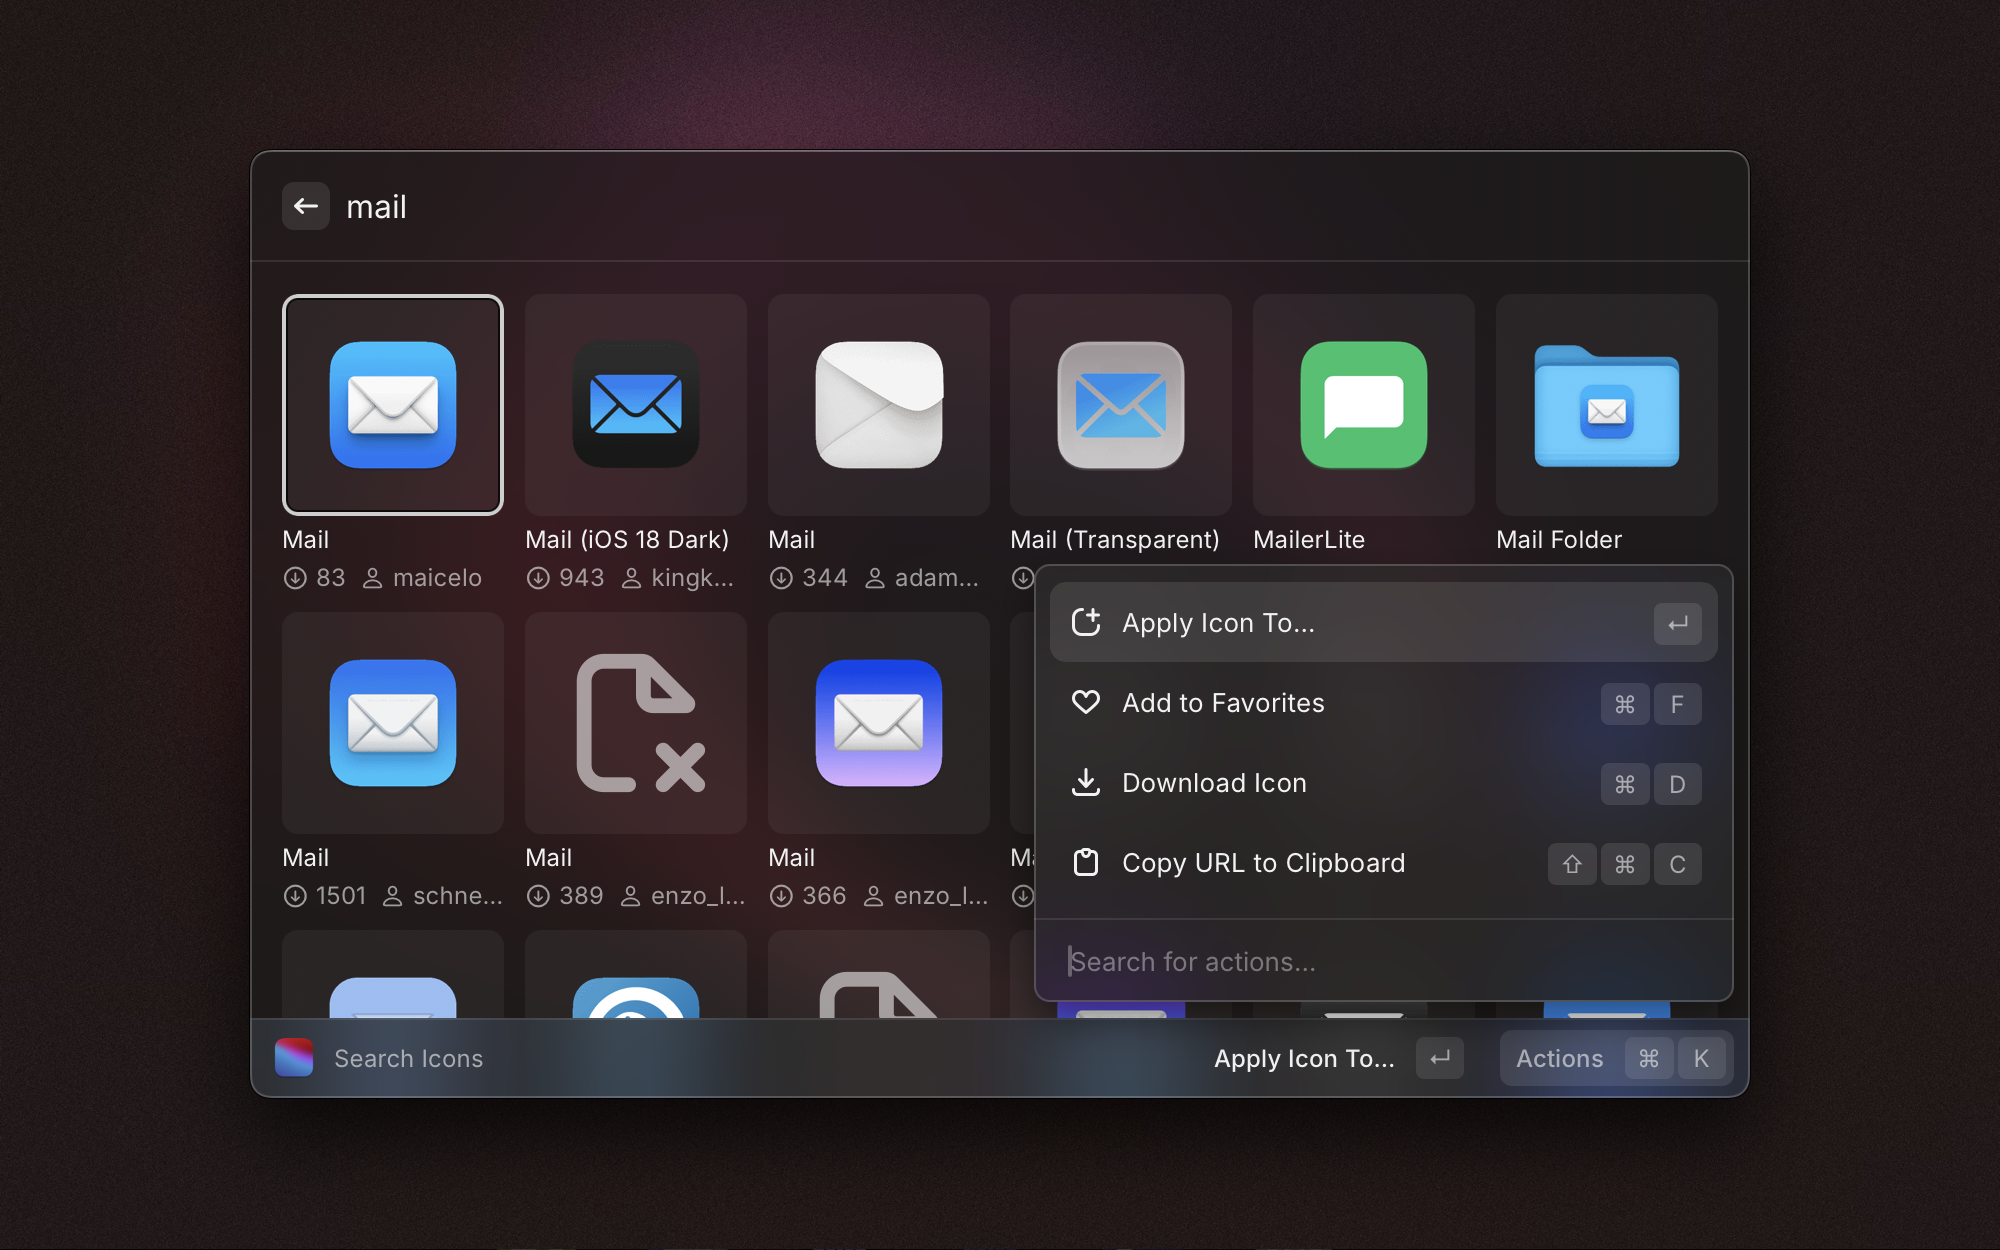 mail
Mail
Mail (iOS 18 Dark)
Mail
Mail (Transparent)
MailerLite
Mail Folder
83 maicelo
943 kingk...
344 adam...
Mail
1501 schne...
Mail
389 enzo_l...
Mail
366 enzo_l...
Apply Icon To...
Add to Favorites
⌘ F
Download Icon
⌘ D
Copy URL to Clipboard
⇧ ⌘ C
Search for actions...
Search Icons
Apply Icon To...
Actions ⌘ K